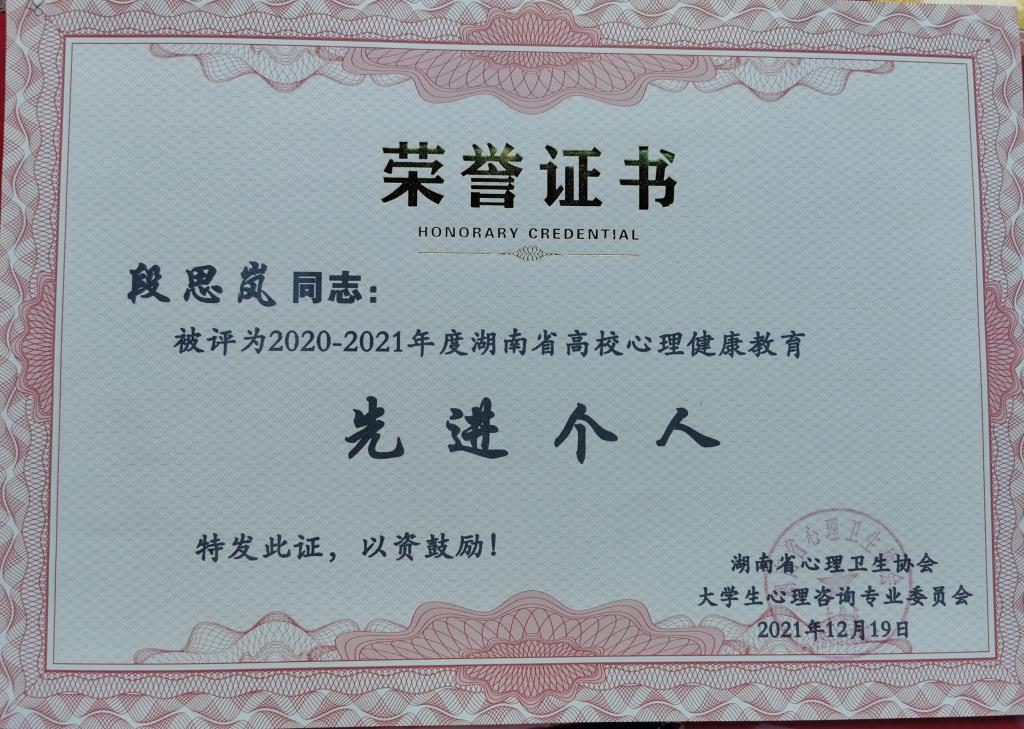 荣誉证书
HONORARY CREDENTIAL
段思岚同志：
被评为2020-2021年度湖南省高校心理健康教育
先进个人
特发此证，以资鼓励！
湖南省心理卫生协会
大学生心理咨询专业委员会
2021年12月19日